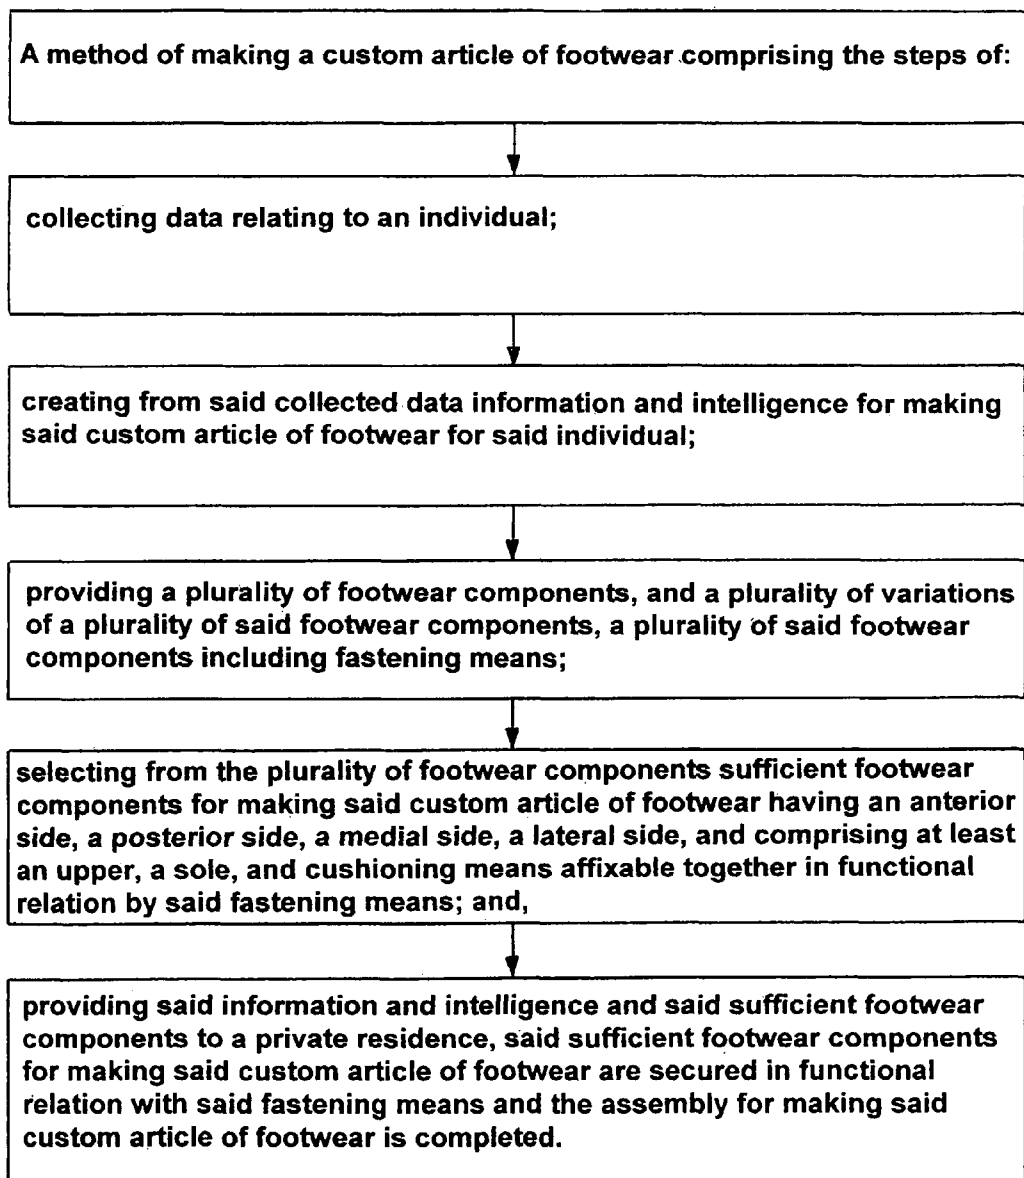 A method of making a custom article of footwear comprising the steps of:
collecting data relating to an individual;
creating from said collected data information and intelligence for making
said custom article of footwear for said individual;
providing a plurality of footwear components, and a plurality of variations
of a plurality of said footwear components, a plurality of said footwear
components including fastening means;
selecting from the plurality of footwear components sufficient footwear
components for making said custom article of footwear having an anterior
side, a posterior side, a medial side, a lateral side, and comprising at least
an upper, a sole, and cushioning means affixable together in functional
relation by said fastening means; and,
providing said information and intelligence and said sufficient footwear
components to a private residence, said sufficient footwear components
for making said custom article of footwear are secured in functional
relation with said fastening means and the assembly for making said
custom article of footwear is completed.